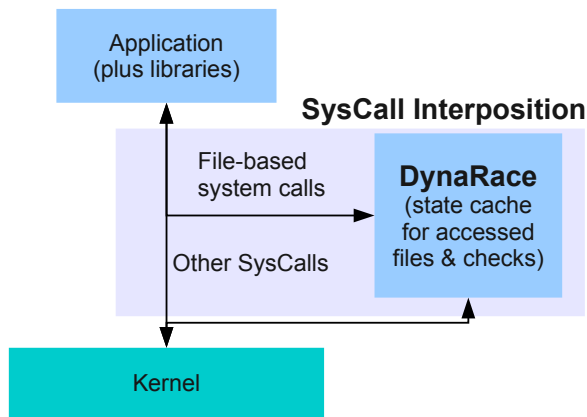 Application
(plus libraries)
SysCall Interposition
File-based
system calls
DynaRace
(state cache
for accessed
files & checks)
Other SysCalls
Kernel